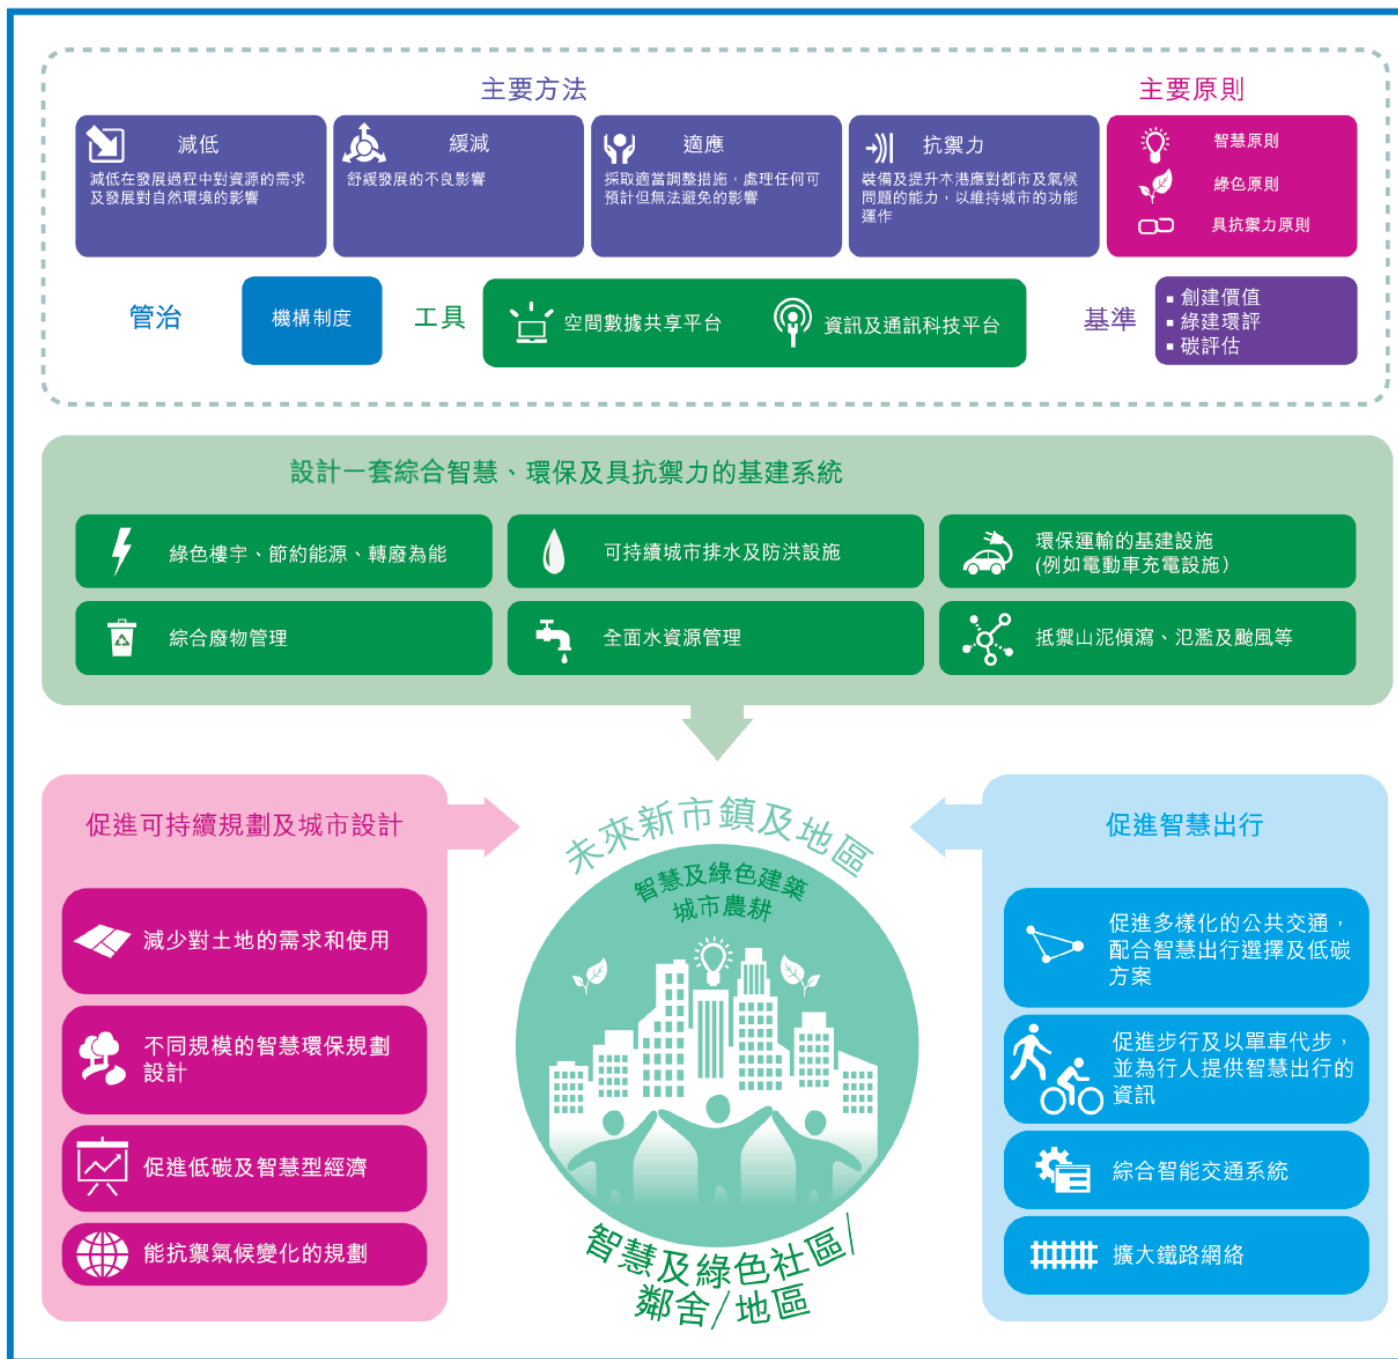 主要方法
主要原則
減低
減低在發展過程中對資源的需求
及發展對自然環境的影響
緩減
舒緩發展的不良影響
適應
採取適當調整措施，處理任何可
預計但無法避免的影響
抗禦力
裝備及提升本港應對都市及氣候
問題的能力，以維持城市的功能
運作
智慧原則
綠色原則
具抗禦力原則
管治
機構制度
工具
空間數據共享平台
資訊及通訊科技平台
基準
▪ 創建價值
▪ 綠建環評
▪ 碳評估
設計一套綜合智慧、環保及具抗禦力的基建系統
綠色樓宇、節約能源、轉廢為能
可持續城市排水及防洪設施
環保運輸的基建設施
(例如電動車充電設施）
綜合廢物管理
全面水資源管理
抵禦山泥傾瀉、氾濫及颱風等
促進可持續規劃及城市設計
減少對土地的需求和使用
不同規模的智慧環保規劃
設計
促進低碳及智慧型經濟
能抗禦氣候變化的規劃
未來新市鎮及地區
智慧及綠色建築
城市農耕
智慧及綠色社區/
鄰舍/地區
促進智慧出行
促進多樣化的公共交通，
配合智慧出行選擇及低碳
方案
促進步行及以單車代步，
並為行人提供智慧出行的
資訊
綜合智能交通系統
擴大鐵路網絡